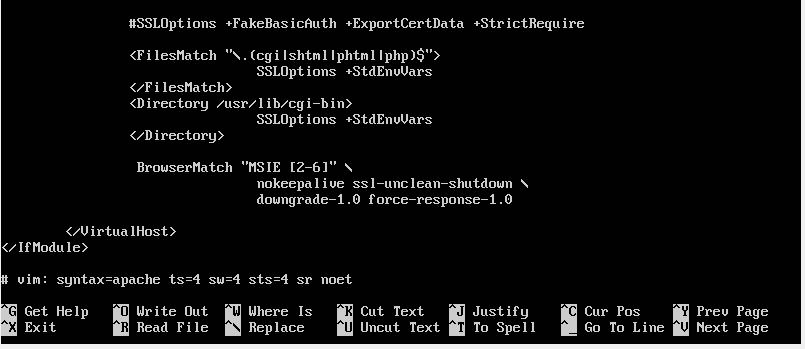 #SSLOptions +FakeBasicAuth +ExportCertData +StrictRequire
<FilesMatch "\.(cgi|shtml|phtml|php)$">
SSLOptions +StdEnvVars
</FilesMatch>
<Directory /usr/lib/cgi-bin>
SSLOptions +StdEnvVars
</Directory>
BrowserMatch "MSIE [2-6]" \
nokeepalive ssl-unclean-shutdown \
downgrade-1.0 force-response-1.0
</VirtualHost>
</IfModule>
# vim: syntax=apache ts=4 sw=4 sts=4 sr noet
^G Get Help ^O Write Out ^W Where Is ^K Cut Text ^J Justify ^C Cur Pos ^Y Prev Page
^X Exit ^R Read File ^\ Replace ^U Uncut Text ^T To Spell ^_ Go To Line ^V Next Page